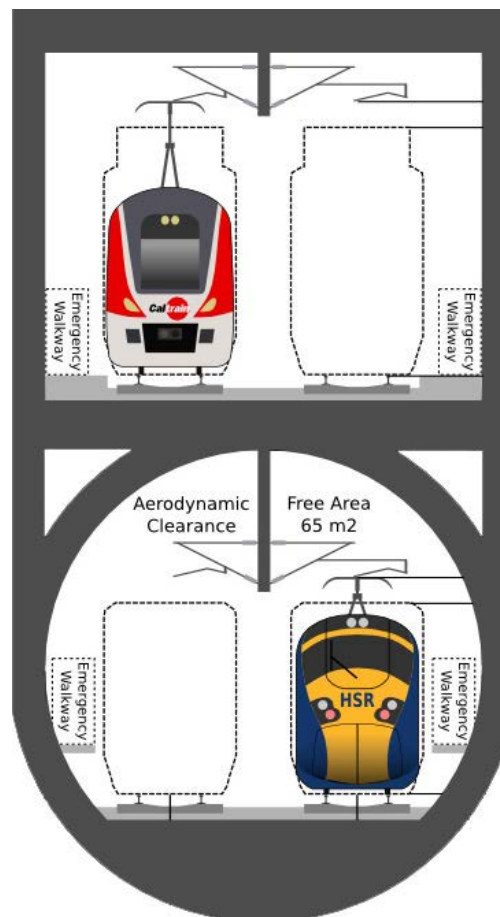 Caltrain
Emergency
Walkway
Emergency
Walkway
Aerodynamic
Clearance
Free Area
65 m2
Emergency
Walkway
HSR
Emergency
Walkway